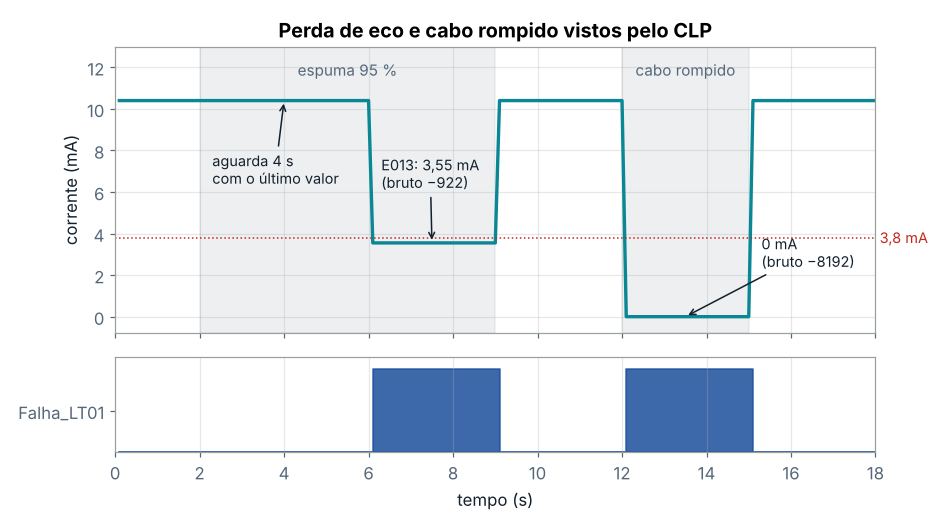 Perda de eco e cabo rompido vistos pelo CLP
espuma 95 %
cabo rompido
12
10
8
6
4
2
0
corrente (mA)
aguarda 4 s
com o último valor
E013: 3,55 mA
(bruto −922)
3,8 mA
0 mA
(bruto −8192)
Falha_LT01
0 2 4 6 8 10 12 14 16 18
tempo (s)